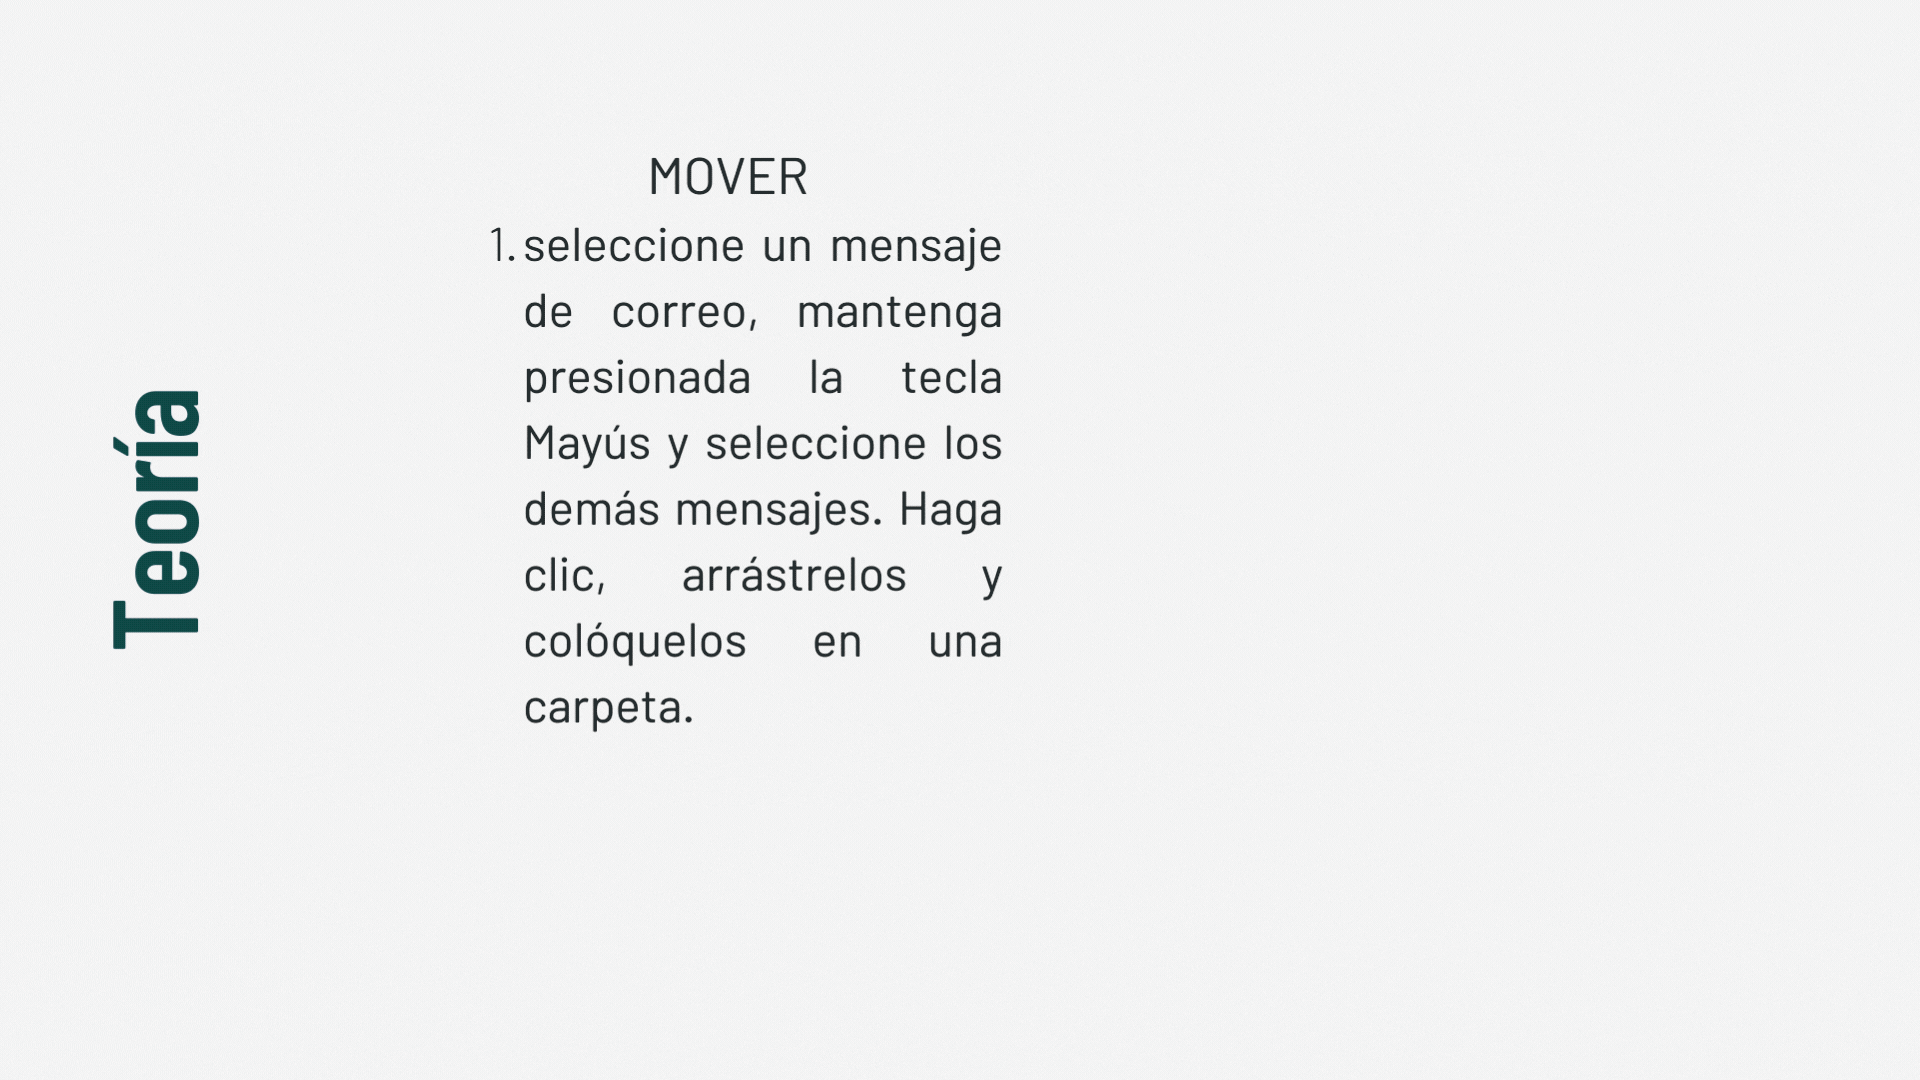 Teoría
MOVER
1. seleccione un mensaje
de correo, mantenga
presionada la tecla
Mayús y seleccione los
demás mensajes. Haga
clic, arrástrelos y
colóquelos en una
carpeta.